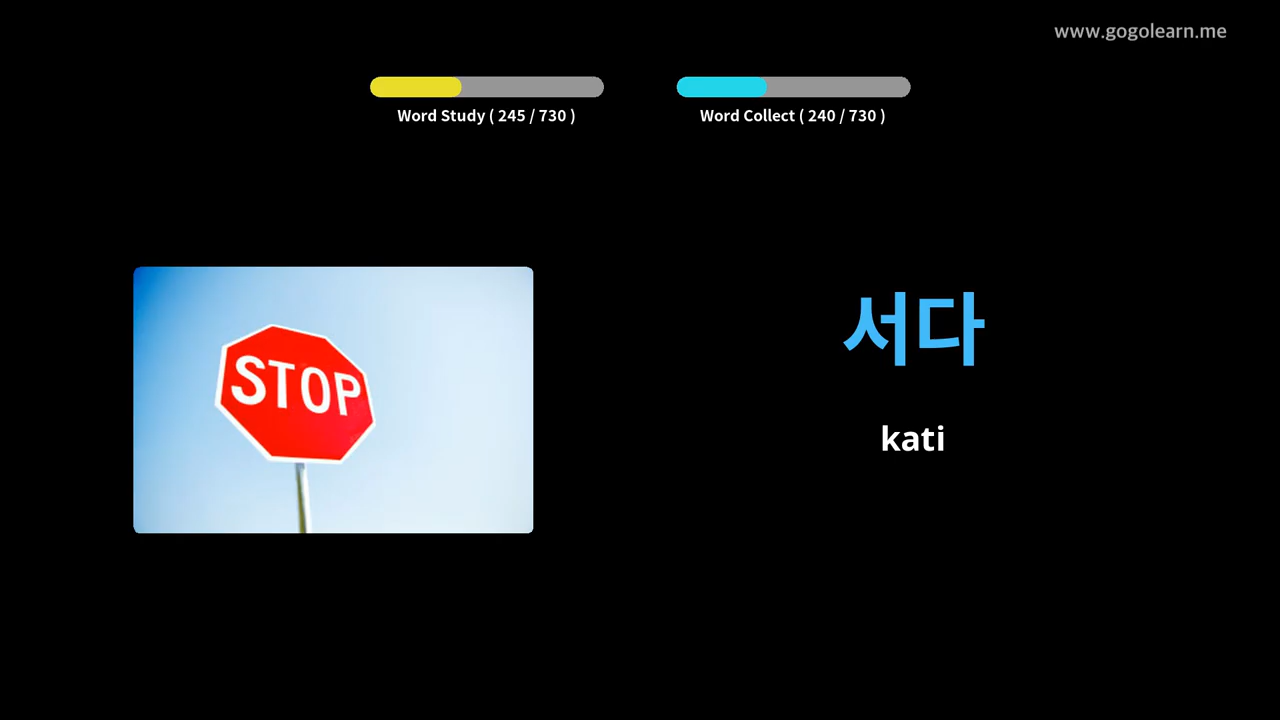 www.gogolearn.me
Word Study ( 245 / 730 )
Word Collect ( 240 / 730 )
STOP
서다
kati